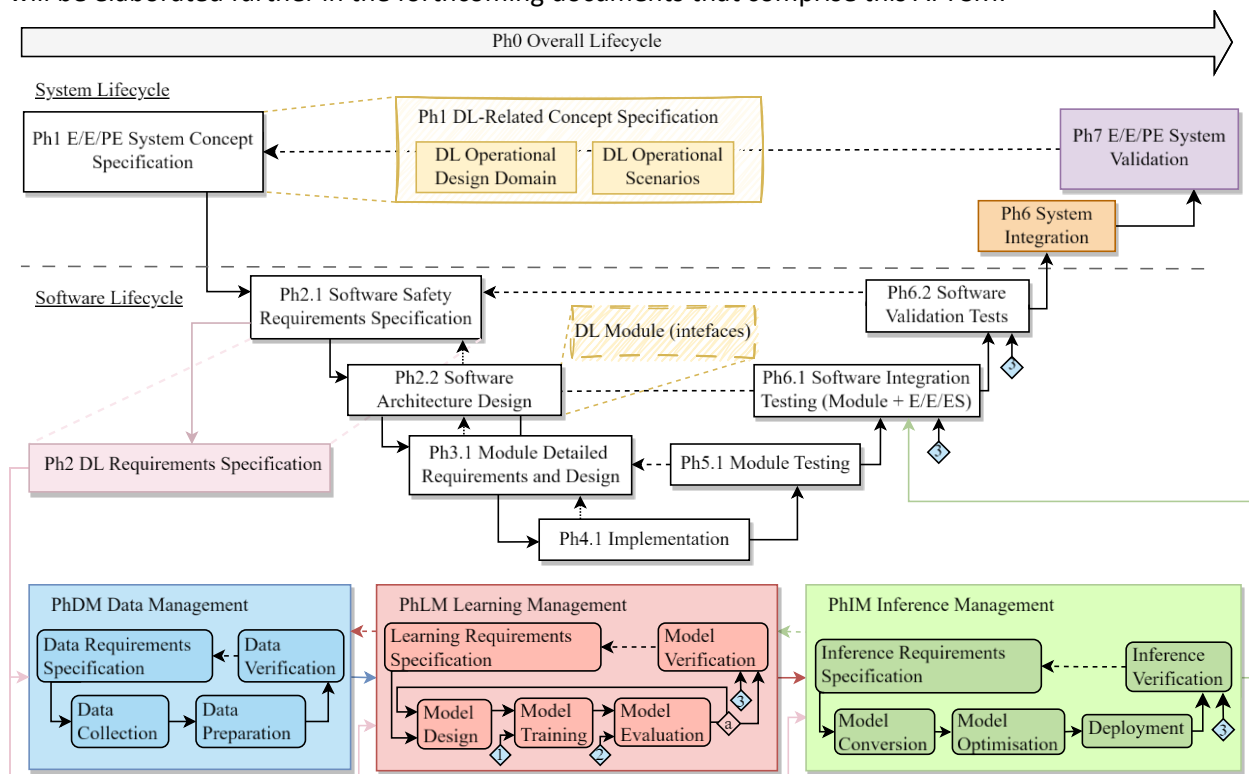 Ph0 Overall Lifecycle
System Lifecycle
Ph1 E/E/PE System Concept
Specification
Ph1 DL-Related Concept Specification
DL Operational
Design Domain
DL Operational
Scenarios
Ph7 E/E/PE System
Validation
Ph6 System
Integration
Software Lifecycle
Ph2.1 Software Safety
Requirements Specification
Ph6.2 Software
Validation Tests
DL Module (intefaces)
5
Ph2.2 Software
Architecture Design
Ph6.1 Software Integration
Testing (Module + E/E/ES)
Ph2 DL Requirements Specification
Ph3.1 Module Detailed
Requirements and Design
Ph5.1 Module Testing
3
Ph4.1 Implementation
PhDM Data Management
Data Requirements
Specification
Data
Verification
Data
Collection
Data
Preparation
PhLM Learning Management
Learning Requirements
Specification
Model
Verification
3
Model
Design
Model
Training
Model
Evaluation
a
1
2
PhIM Inference Management
Inference Requirements
Specification
Inference
Verification
Model
Conversion
Model
Optimisation
Deployment
3